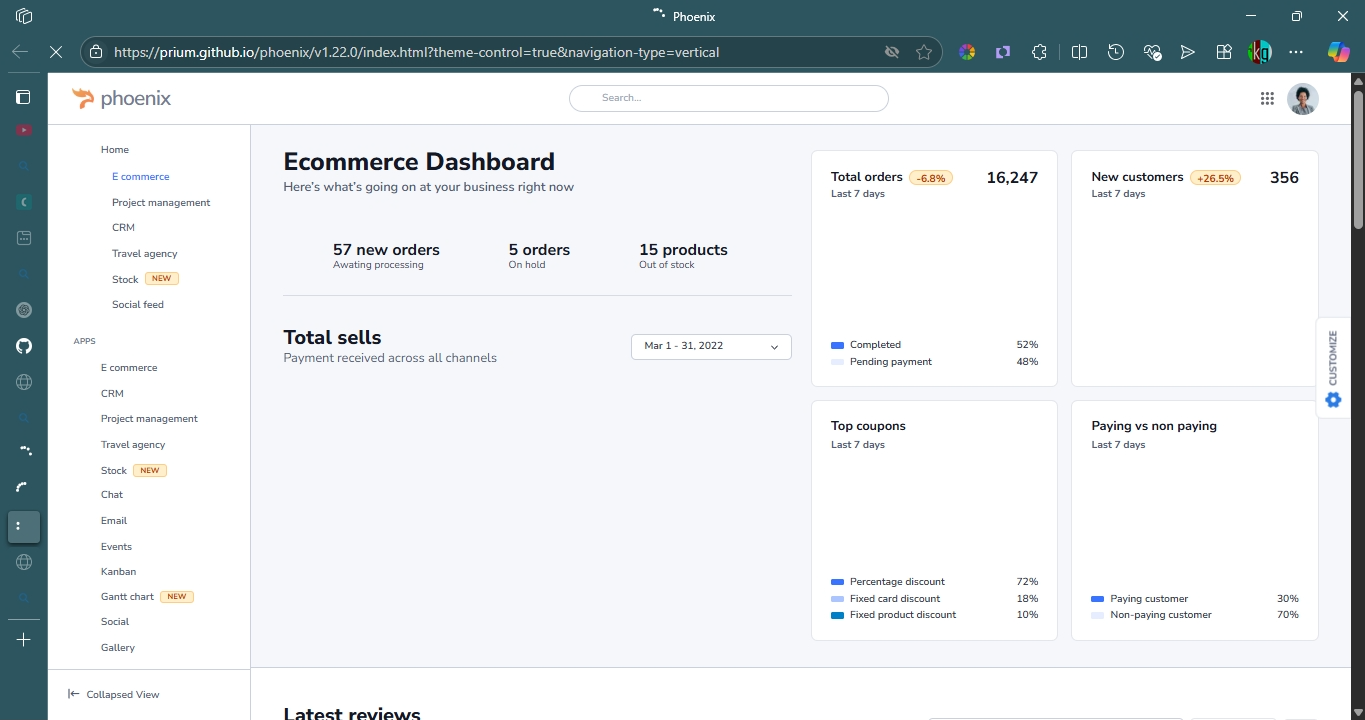 Phoenix
https://prium.github.io/phoenix/v1.22.0/index.html?theme-control=true&navigation-type=vertical
phoenix
Search...
Home
E commerce
Project management
CRM
Travel agency
Stock NEW
Social feed
APPS
E commerce
CRM
Project management
Travel agency
Stock NEW
Chat
Email
Events
Kanban
Gantt chart NEW
Social
Gallery
Collapsed View
Ecommerce Dashboard
Here's what's going on at your business right now
57 new orders
Awating processing
5 orders
On hold
15 products
Out of stock
Total sells
Payment received across all channels
Mar 1 - 31, 2022
Total orders -6.8% 16,247
Last 7 days
Completed 52%
Pending payment 48%
New customers +26.5% 356
Last 7 days
Top coupons
Last 7 days
Percentage discount 72%
Fixed card discount 18%
Fixed product discount 10%
Paying vs non paying
Last 7 days
Paying customer 30%
Non-paying customer 70%
CUSTOMIZE
Latest reviews